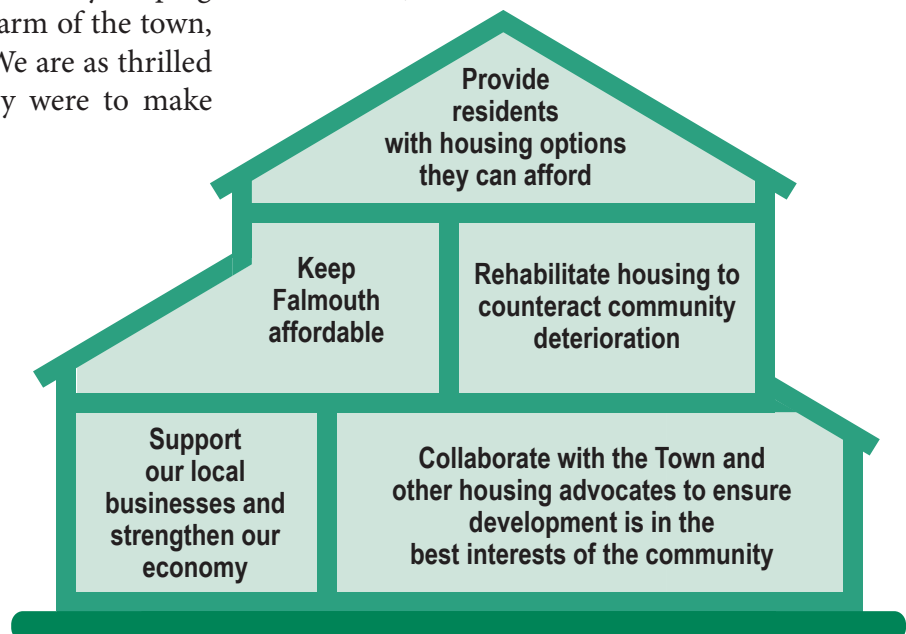 arm of the town,
We are as thrilled
were to make
Provide
residents
with housing options
they can afford
Keep
Falmouth
affordable
Rehabilitate housing to
counteract community
deterioration
Support
our local
businesses and
strengthen our
economy
Collaborate with the Town and
other housing advocates to ensure
development is in the
best interests of the community